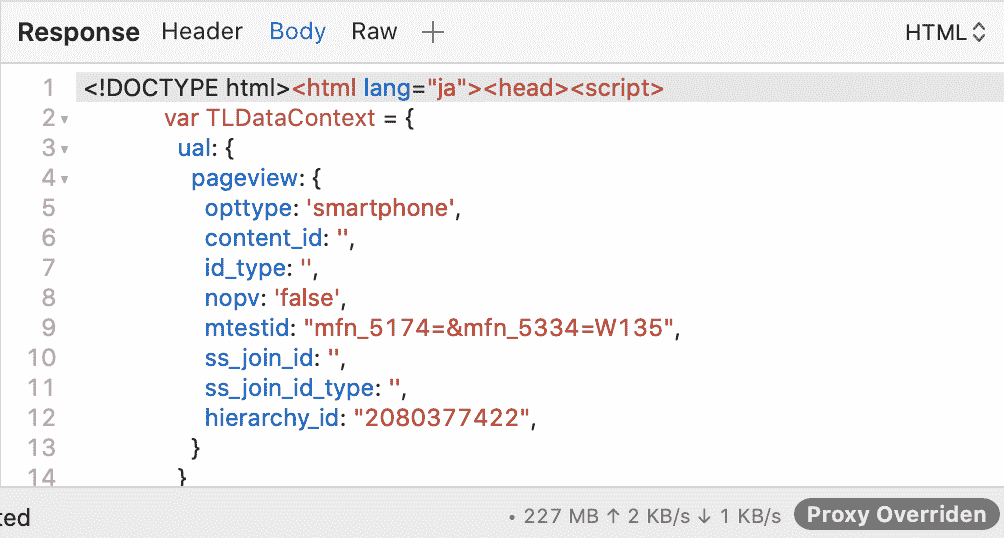 Response Header Body Raw + HTML
1 <!DOCTYPE html><html lang="ja"><head><script>
2 var TLDataContext = {
3 ual: {
4 pageview: {
5 opttype: 'smartphone',
6 content_id: '',
7 id_type: '',
8 nopv: 'false',
9 mtestid: "mfn_5174=&mfn_5334=W135",
10 ss_join_id: '',
11 ss_join_id_type: '',
12 hierarchy_id: "2080377422",
13 }
14 }
ted • 227 MB ↑ 2 KB/s ↓ 1 KB/s Proxy Overriden